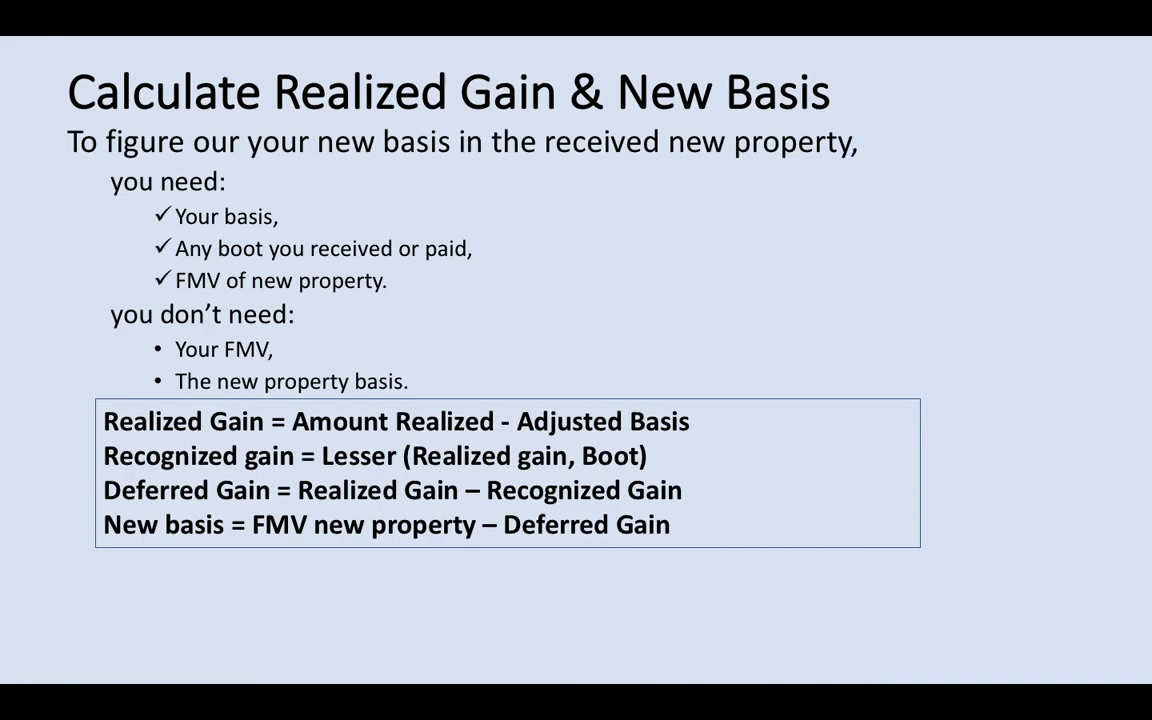 Calculate Realized Gain & New Basis
To figure our your new basis in the received new property,
you need:
✓Your basis,
✓Any boot you received or paid,
✓FMV of new property.
you don’t need:
• Your FMV,
• The new property basis.
Realized Gain = Amount Realized - Adjusted Basis
Recognized gain = Lesser (Realized gain, Boot)
Deferred Gain = Realized Gain – Recognized Gain
New basis = FMV new property – Deferred Gain